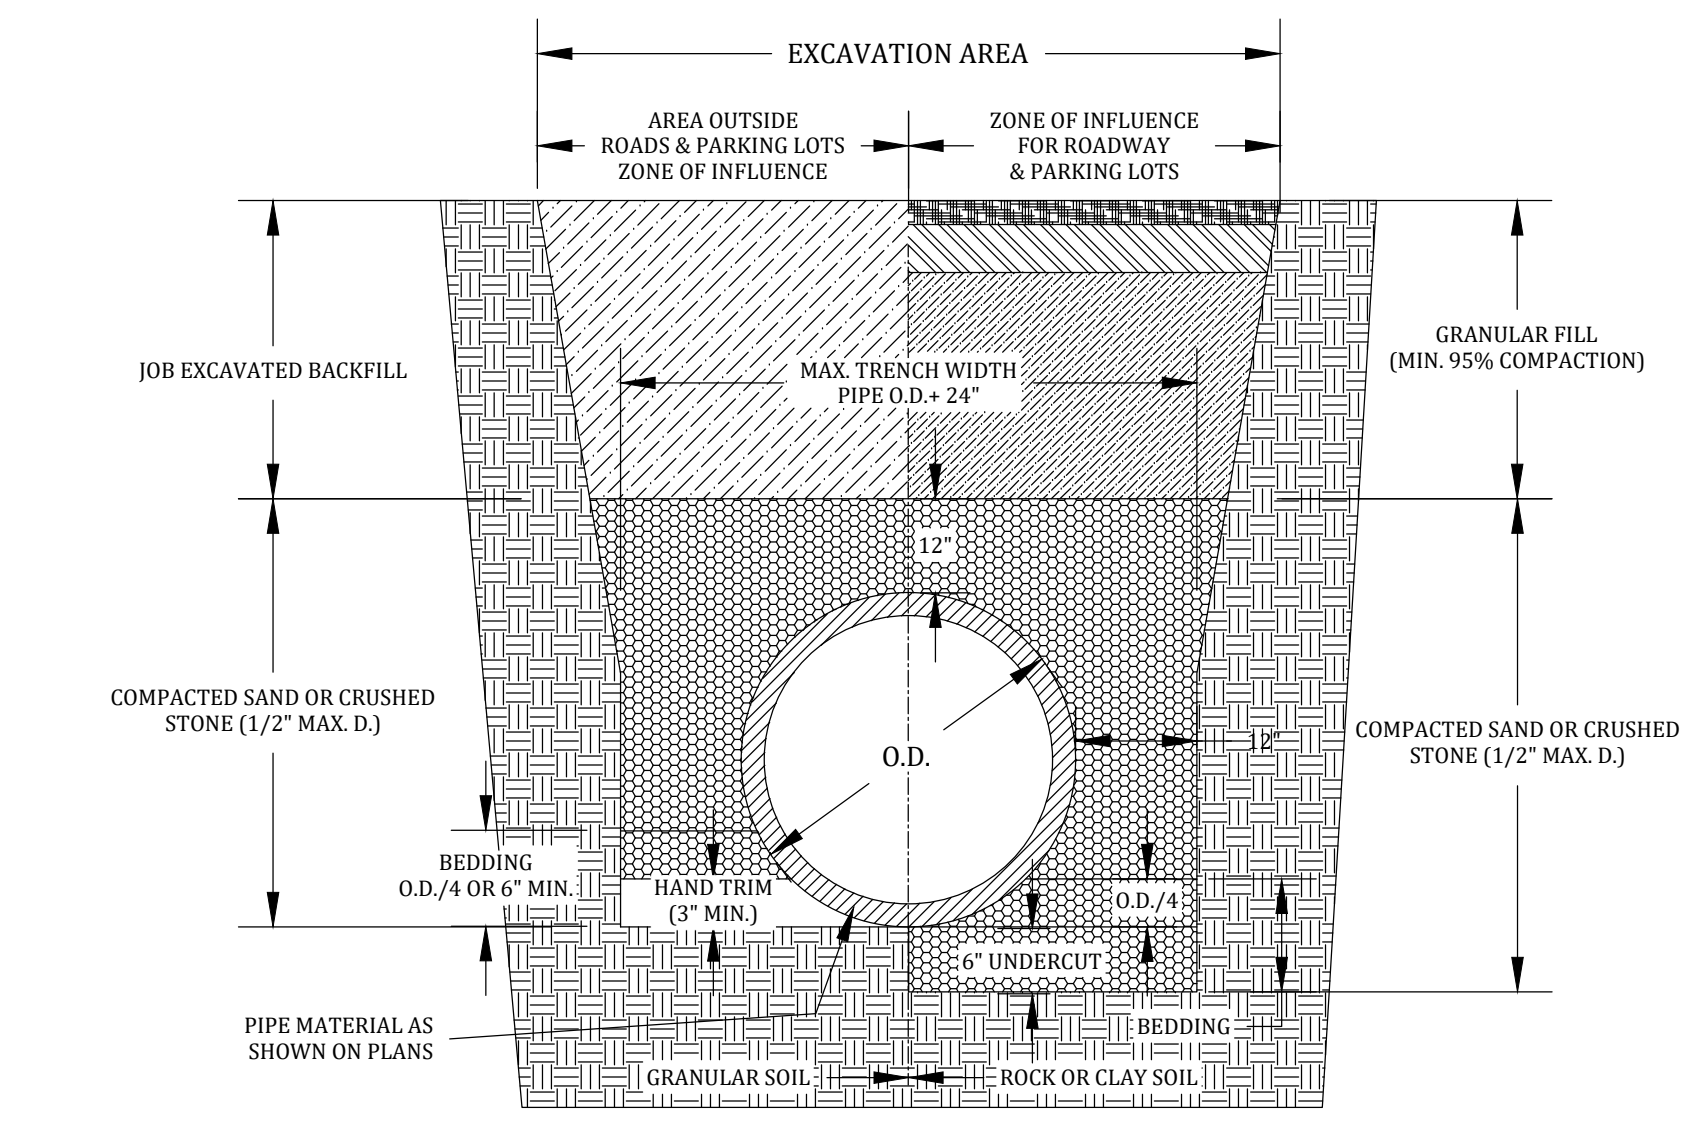 EXCAVATION AREA
AREA OUTSIDE
ROADS & PARKING LOTS
ZONE OF INFLUENCE
ZONE OF INFLUENCE
FOR ROADWAY
& PARKING LOTS
JOB EXCAVATED BACKFILL
MAX. TRENCH WIDTH
PIPE O.D.+ 24"
GRANULAR FILL
(MIN. 95% COMPACTION)
12"
COMPACTED SAND OR CRUSHED
STONE (1/2" MAX. D.)
O.D.
12"
COMPACTED SAND OR CRUSHED
STONE (1/2" MAX. D.)
BEDDING
O.D./4 OR 6" MIN.
HAND TRIM
(3" MIN.)
O.D./4
6" UNDERCUT
PIPE MATERIAL AS
SHOWN ON PLANS
BEDDING
GRANULAR SOIL
ROCK OR CLAY SOIL